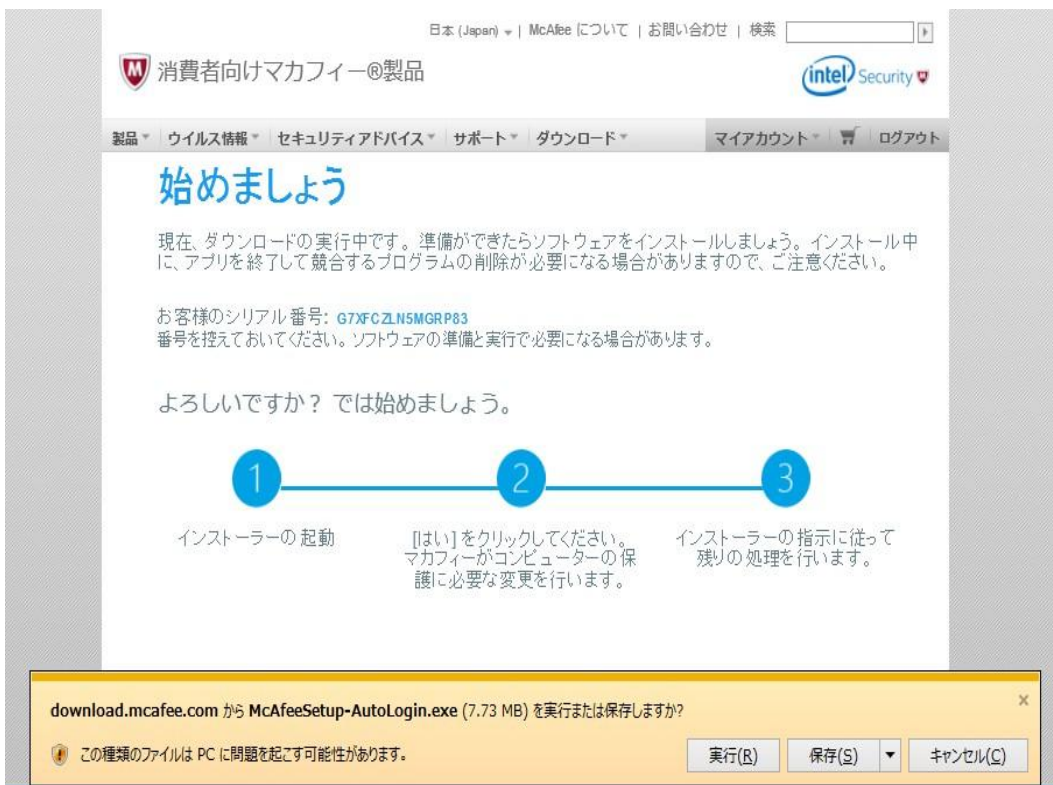 日本 (Japan) | McAfee について | お問い合わせ | 検索
消費者向けマカフィー®製品
intel Security
製品 ウイルス情報 セキュリティアドバイス サポート ダウンロード マイアカウント ログアウト
始めましょう
現在、ダウンロードの実行中です。準備ができたらソフトウェアをインストールしましょう。インストール中
に、アプリを終了して競合するプログラムの削除が必要になる場合がありますので、ご注意ください。
お客様のシリアル番号: G7XFCZLN5MGRP83
番号を控えておいてください。ソフトウェアの準備と実行で必要になる場合があります。
よろしいですか? では始めましょう。
1 2 3
インストーラーの起動
[はい]をクリックしてください。
マカフィーがコンピューターの保
護に必要な変更を行います。
インストーラーの指示に従って
残りの処理を行います。
download.mcafee.com から McAfeeSetup-AutoLogin.exe (7.73 MB) を実行または保存しますか?
この種類のファイルは PC に問題を起こす可能性があります。
実行(R) 保存(S) キャンセル(C)